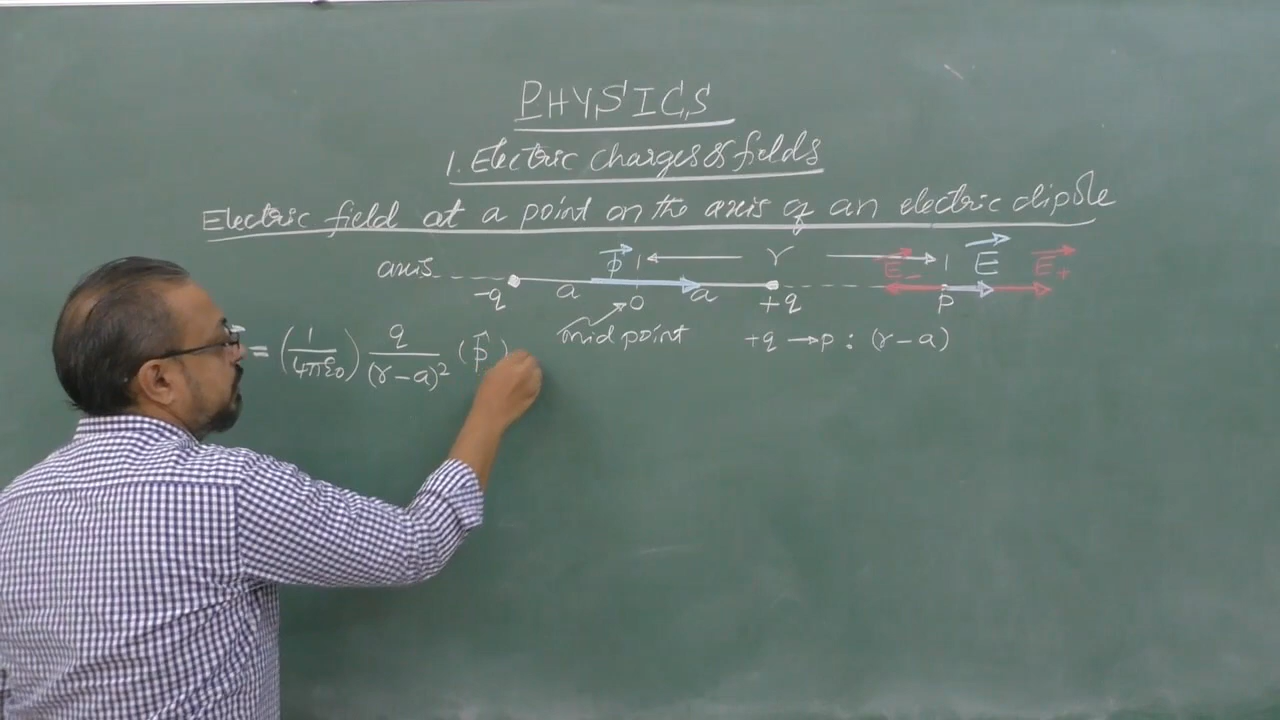 PHYSICS
1. Electric charges & fields
Electric field at a point on the axis of an electric dipole
axis p⃗ r E⃗₋ E⃗ E⃗₊
-q a O a +q P
mid point +q → p : (r – a)
= (1/4πε₀) q/(r – a)² (p̂)